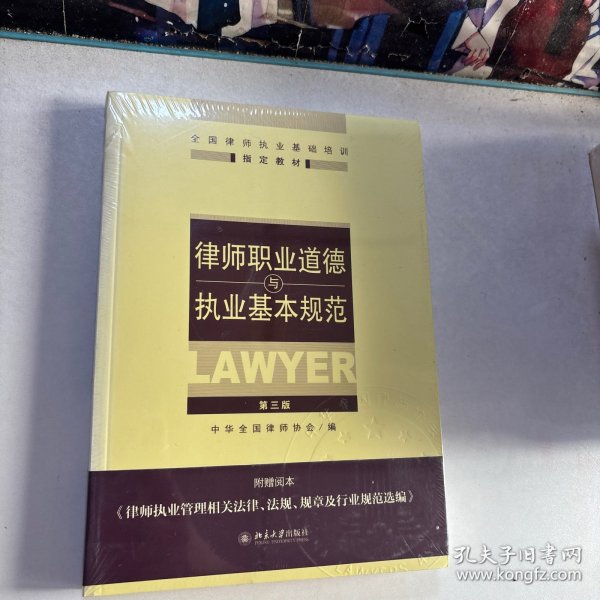 全国律师执业基础培训
指定教材
律师职业道德
与
执业基本规范
LAWYER
第三版
中华全国律师协会／编
附赠阅本
《律师执业管理相关法律、法规、规章及行业规范选编》
北京大学出版社
PEKING UNIVERSITY PRESS
LAWYER
孔夫子旧书网
www.kongfz.com